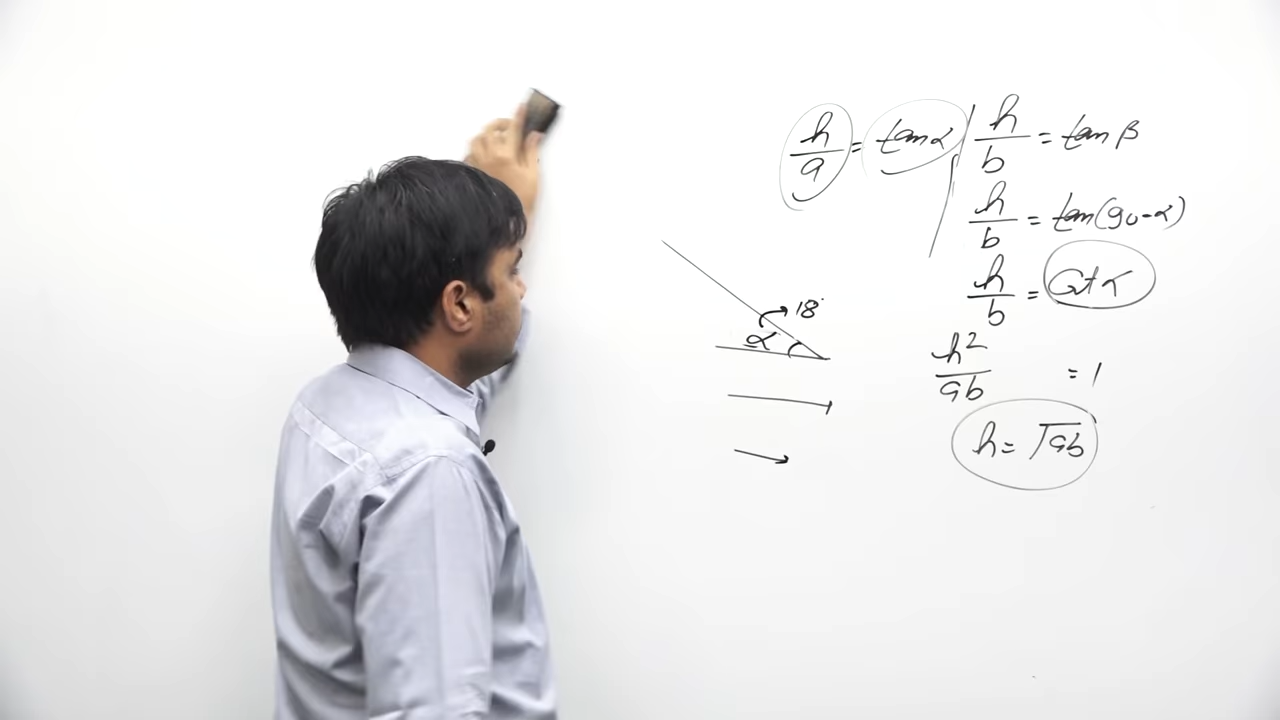 h/a = tan α | h/b = tan β
h/b = tan(90-α)
h/b = Cot α
α 18°
h²/ab = 1
h = √ab